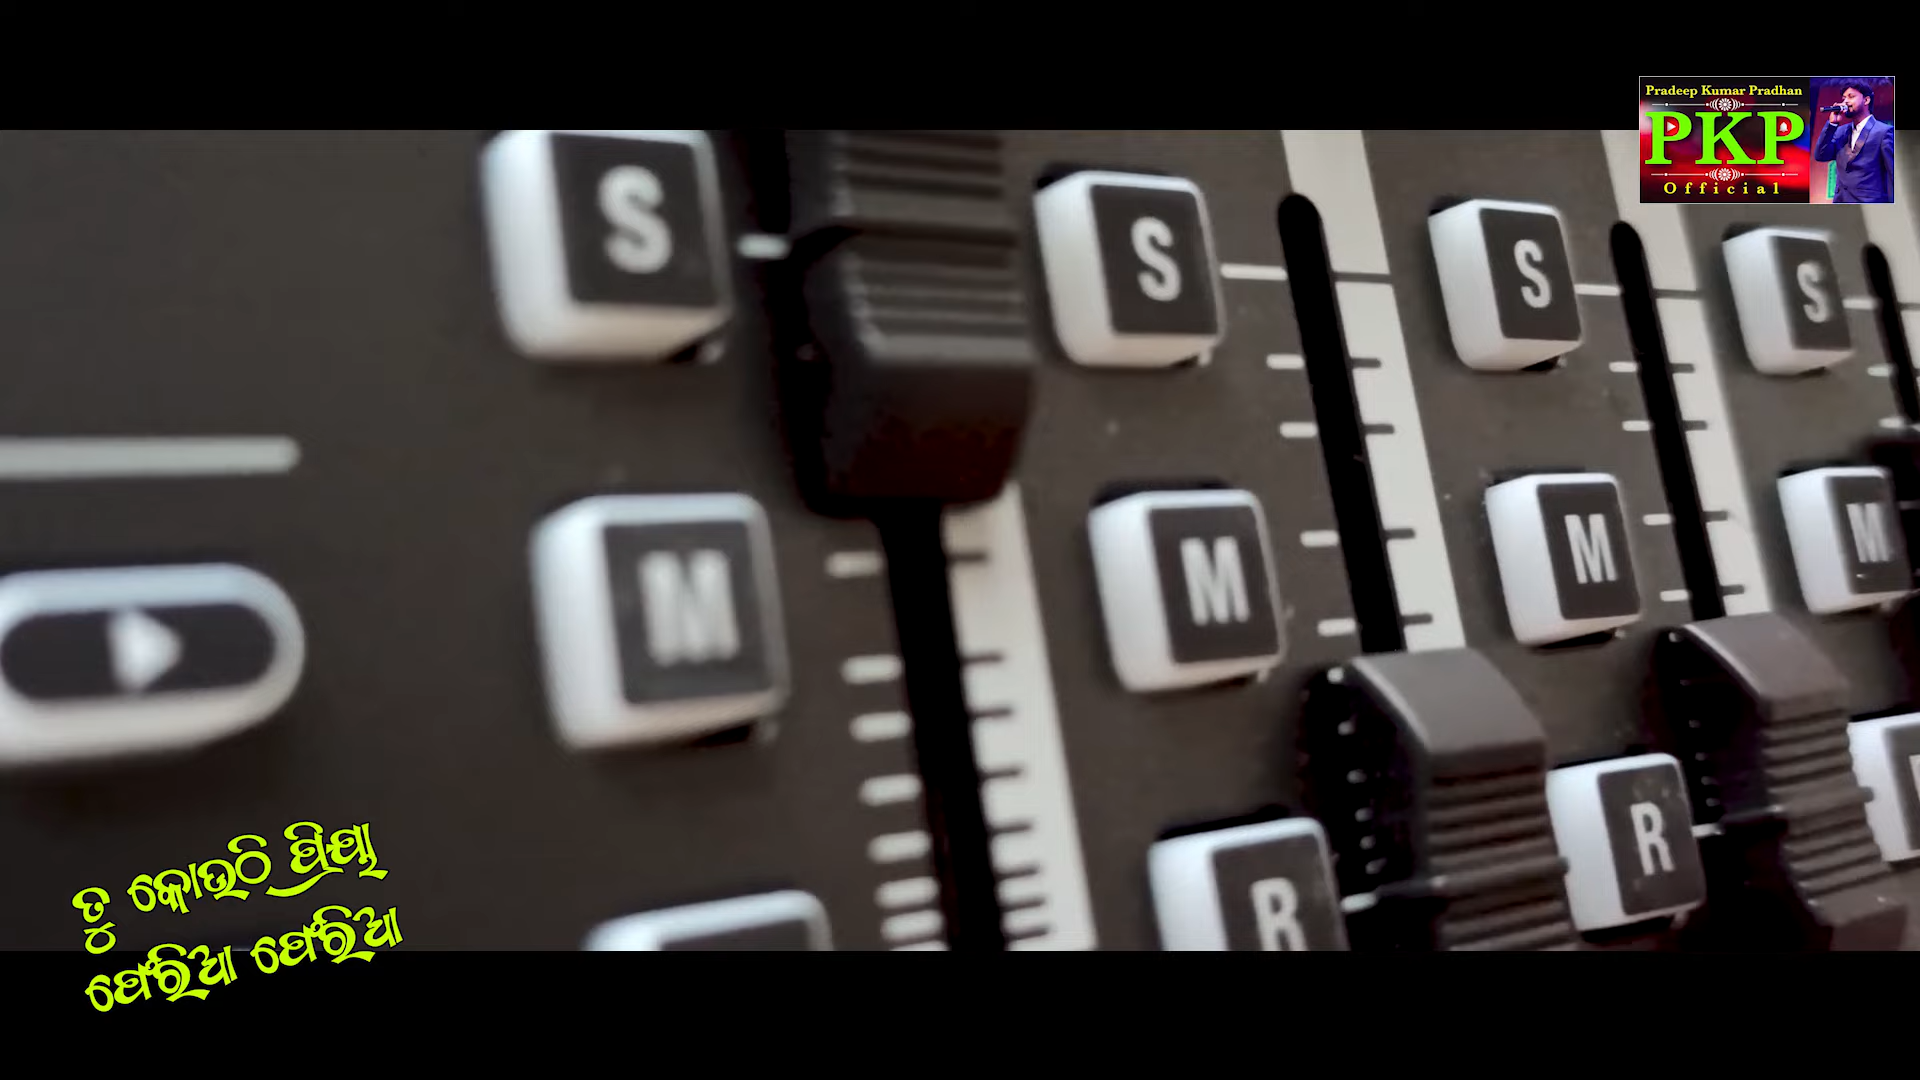 Pradeep Kumar Pradhan
PKP
Official
S S S S
M M M M
R R
ତୁ କୋଉଠି ପ୍ରିୟା
ଫେରିଆ ଫେରିଆ